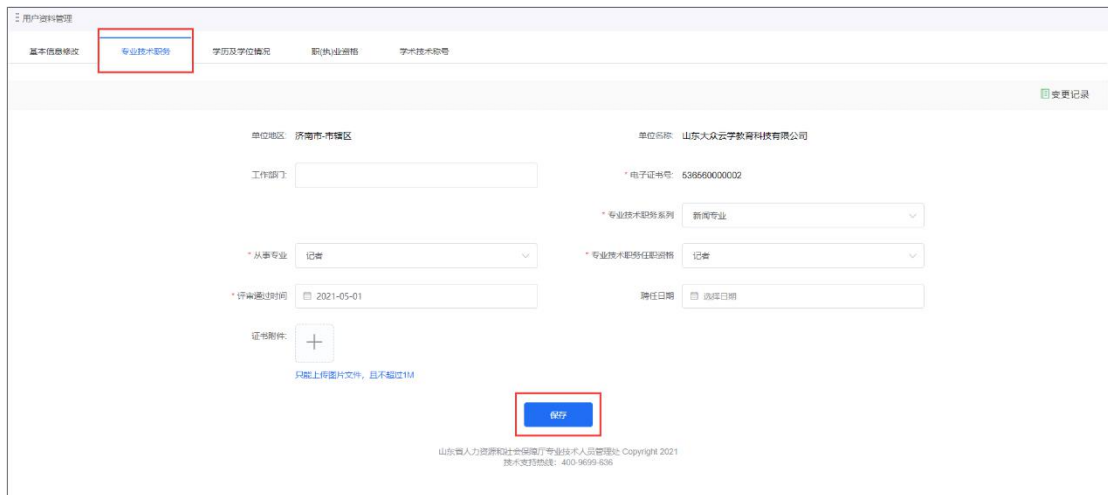 用户资料管理
基本信息修改 专业技术职务 学历及学位情况 职(执)业资格 学术技术称号
变更记录
单位地区: 济南市-市辖区 单位名称: 山东大众云学教育科技有限公司
工作部门: * 电子证书号: 536560000002
* 专业技术职务系列 新闻专业
* 从事专业 记者 * 专业技术职务任职资格 记者
* 评审通过时间 2021-05-01 聘任日期 选择日期
证书附件:
只能上传图片文件，且不超过1M
保存
山东省人力资源和社会保障厅专业技术人员管理处 Copyright 2021
技术支持热线：400-9699-636